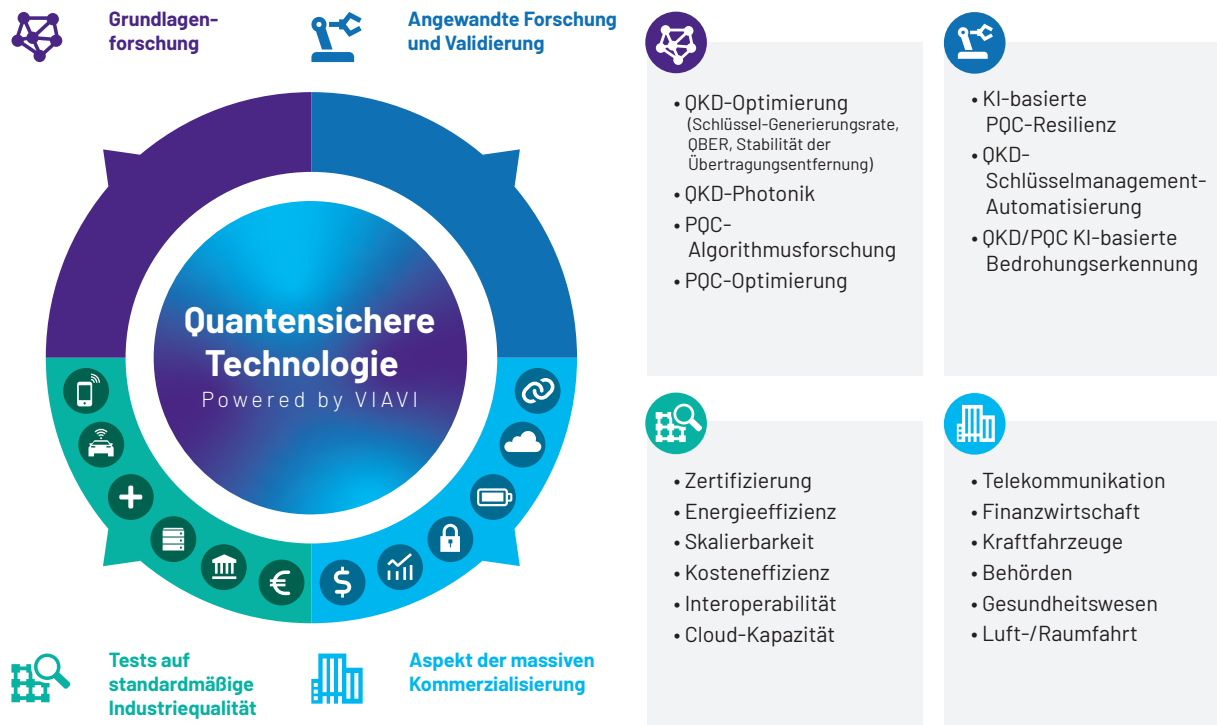 Grundlagen-
forschung
Angewandte Forschung
und Validierung
Quantensichere
Technologie
Powered by VIAVI
€
$
Tests auf
standardmäßige
Industriequalität
Aspekt der massiven
Kommerzialisierung
• QKD-Optimierung
(Schlüssel-Generierungsrate,
QBER, Stabilität der
Übertragungsentfernung)
• QKD-Photonik
• PQC-
Algorithmusforschung
• PQC-Optimierung
• KI-basierte
PQC-Resilienz
• QKD-
Schlüsselmanagement-
Automatisierung
• QKD/PQC KI-basierte
Bedrohungserkennung
• Zertifizierung
• Energieeffizienz
• Skalierbarkeit
• Kosteneffizienz
• Interoperabilität
• Cloud-Kapazität
• Telekommunikation
• Finanzwirtschaft
• Kraftfahrzeuge
• Behörden
• Gesundheitswesen
• Luft-/Raumfahrt